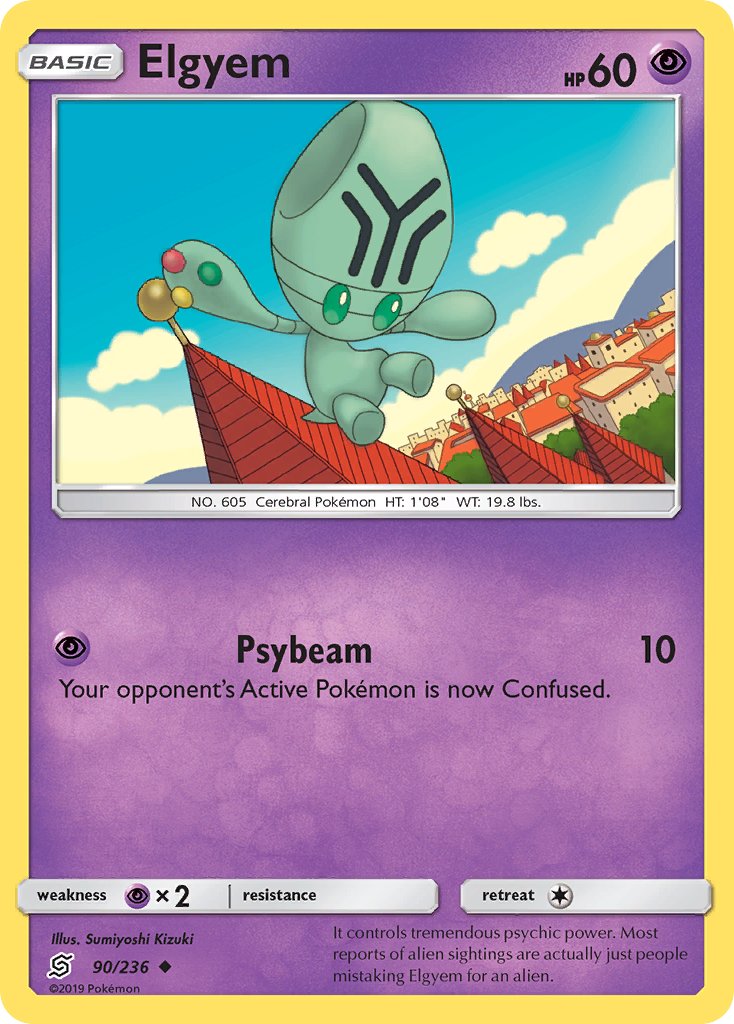 BASIC Elgyem HP 60
NO. 605 Cerebral Pokémon HT: 1'08" WT: 19.8 lbs.
Psybeam 10
Your opponent's Active Pokémon is now Confused.
weakness × 2 resistance retreat
Illus. Sumiyoshi Kizuki
90/236
©2019 Pokémon
It controls tremendous psychic power. Most
reports of alien sightings are actually just people
mistaking Elgyem for an alien.